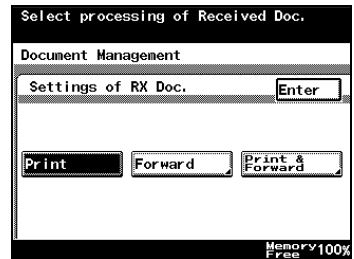 Select processing of Received Doc.
Document Management
Settings of RX Doc.
Enter
Print
Forward
Print &
Forward
Memory 100%
Free